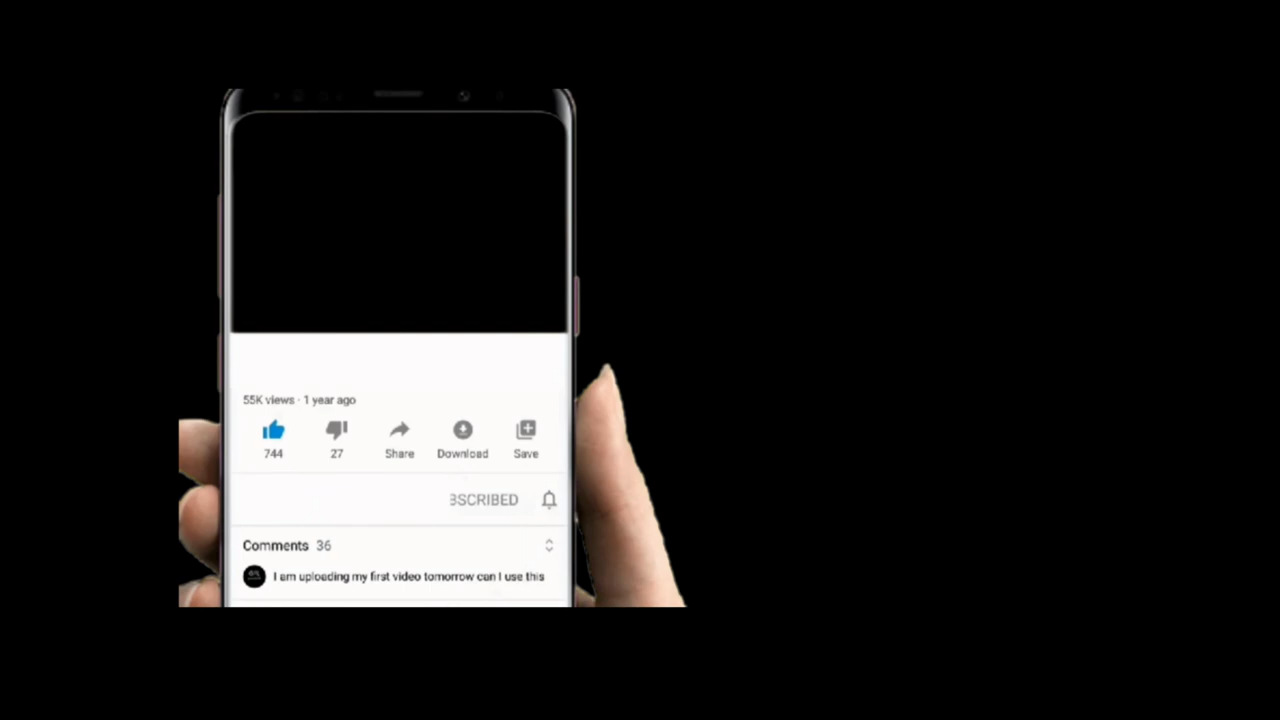 55K views · 1 year ago
744 27 Share Download Save
BSCRIBED
Comments 36
I am uploading my first video tomorrow can I use this